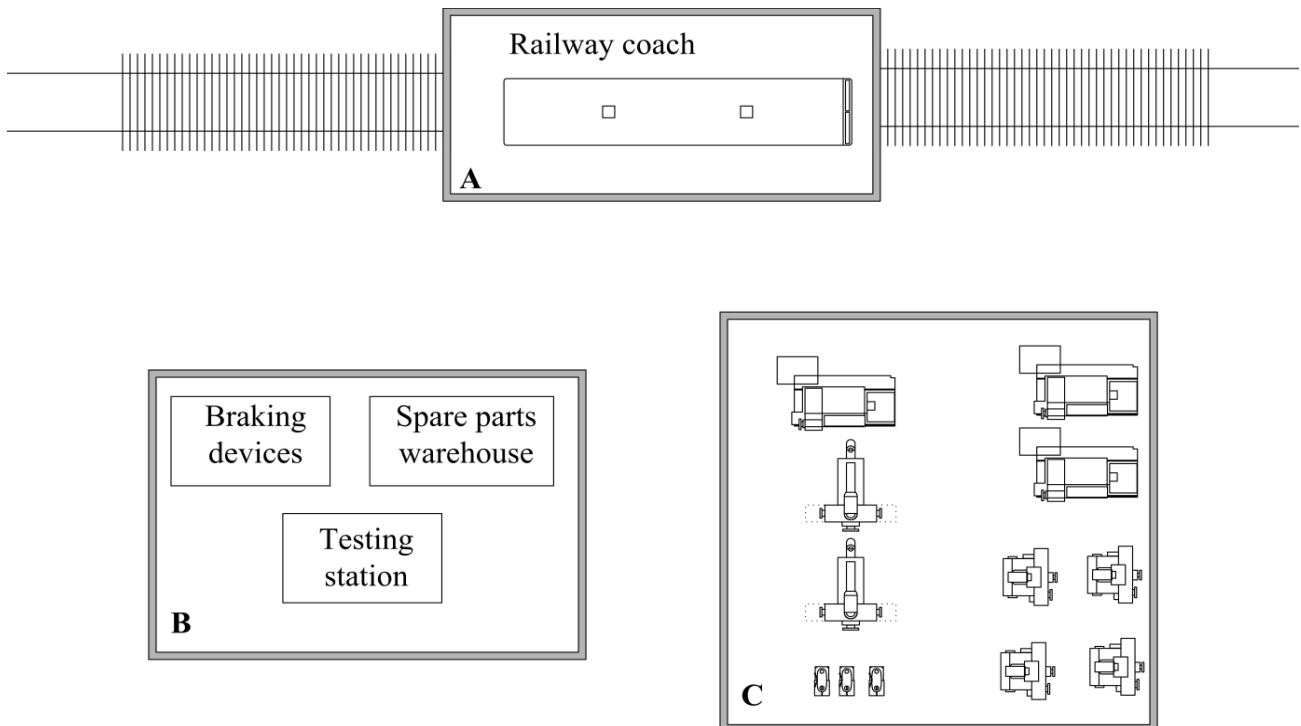 Railway coach
A
Braking
devices
Spare parts
warehouse
Testing
station
B
C